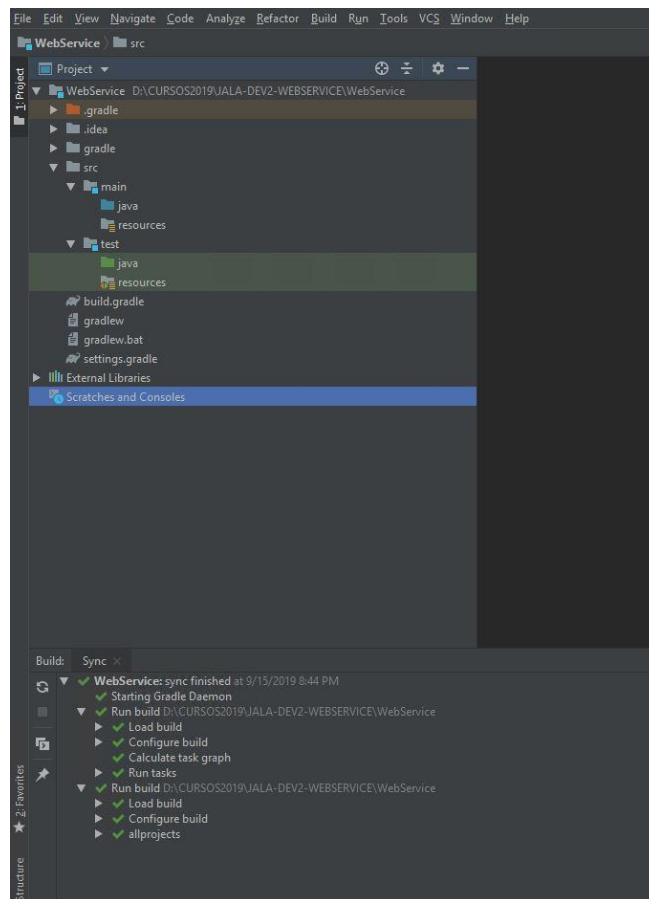 File Edit View Navigate Code Analyze Refactor Build Run Tools VCS Window Help
WebService src
1: Project
Project
WebService D:\CURSOS2019\JALA-DEV2-WEBSERVICE\WebService
.gradle
.idea
gradle
src
main
java
resources
test
java
resources
build.gradle
gradlew
gradlew.bat
settings.gradle
External Libraries
Scratches and Consoles
Build: Sync
WebService: sync finished at 9/15/2019 8:44 PM
Starting Gradle Daemon
Run build D:\CURSOS2019\JALA-DEV2-WEBSERVICE\WebService
Load build
Configure build
Calculate task graph
Run tasks
Run build D:\CURSOS2019\JALA-DEV2-WEBSERVICE\WebService
Load build
Configure build
allprojects
2: Favorites
Structure